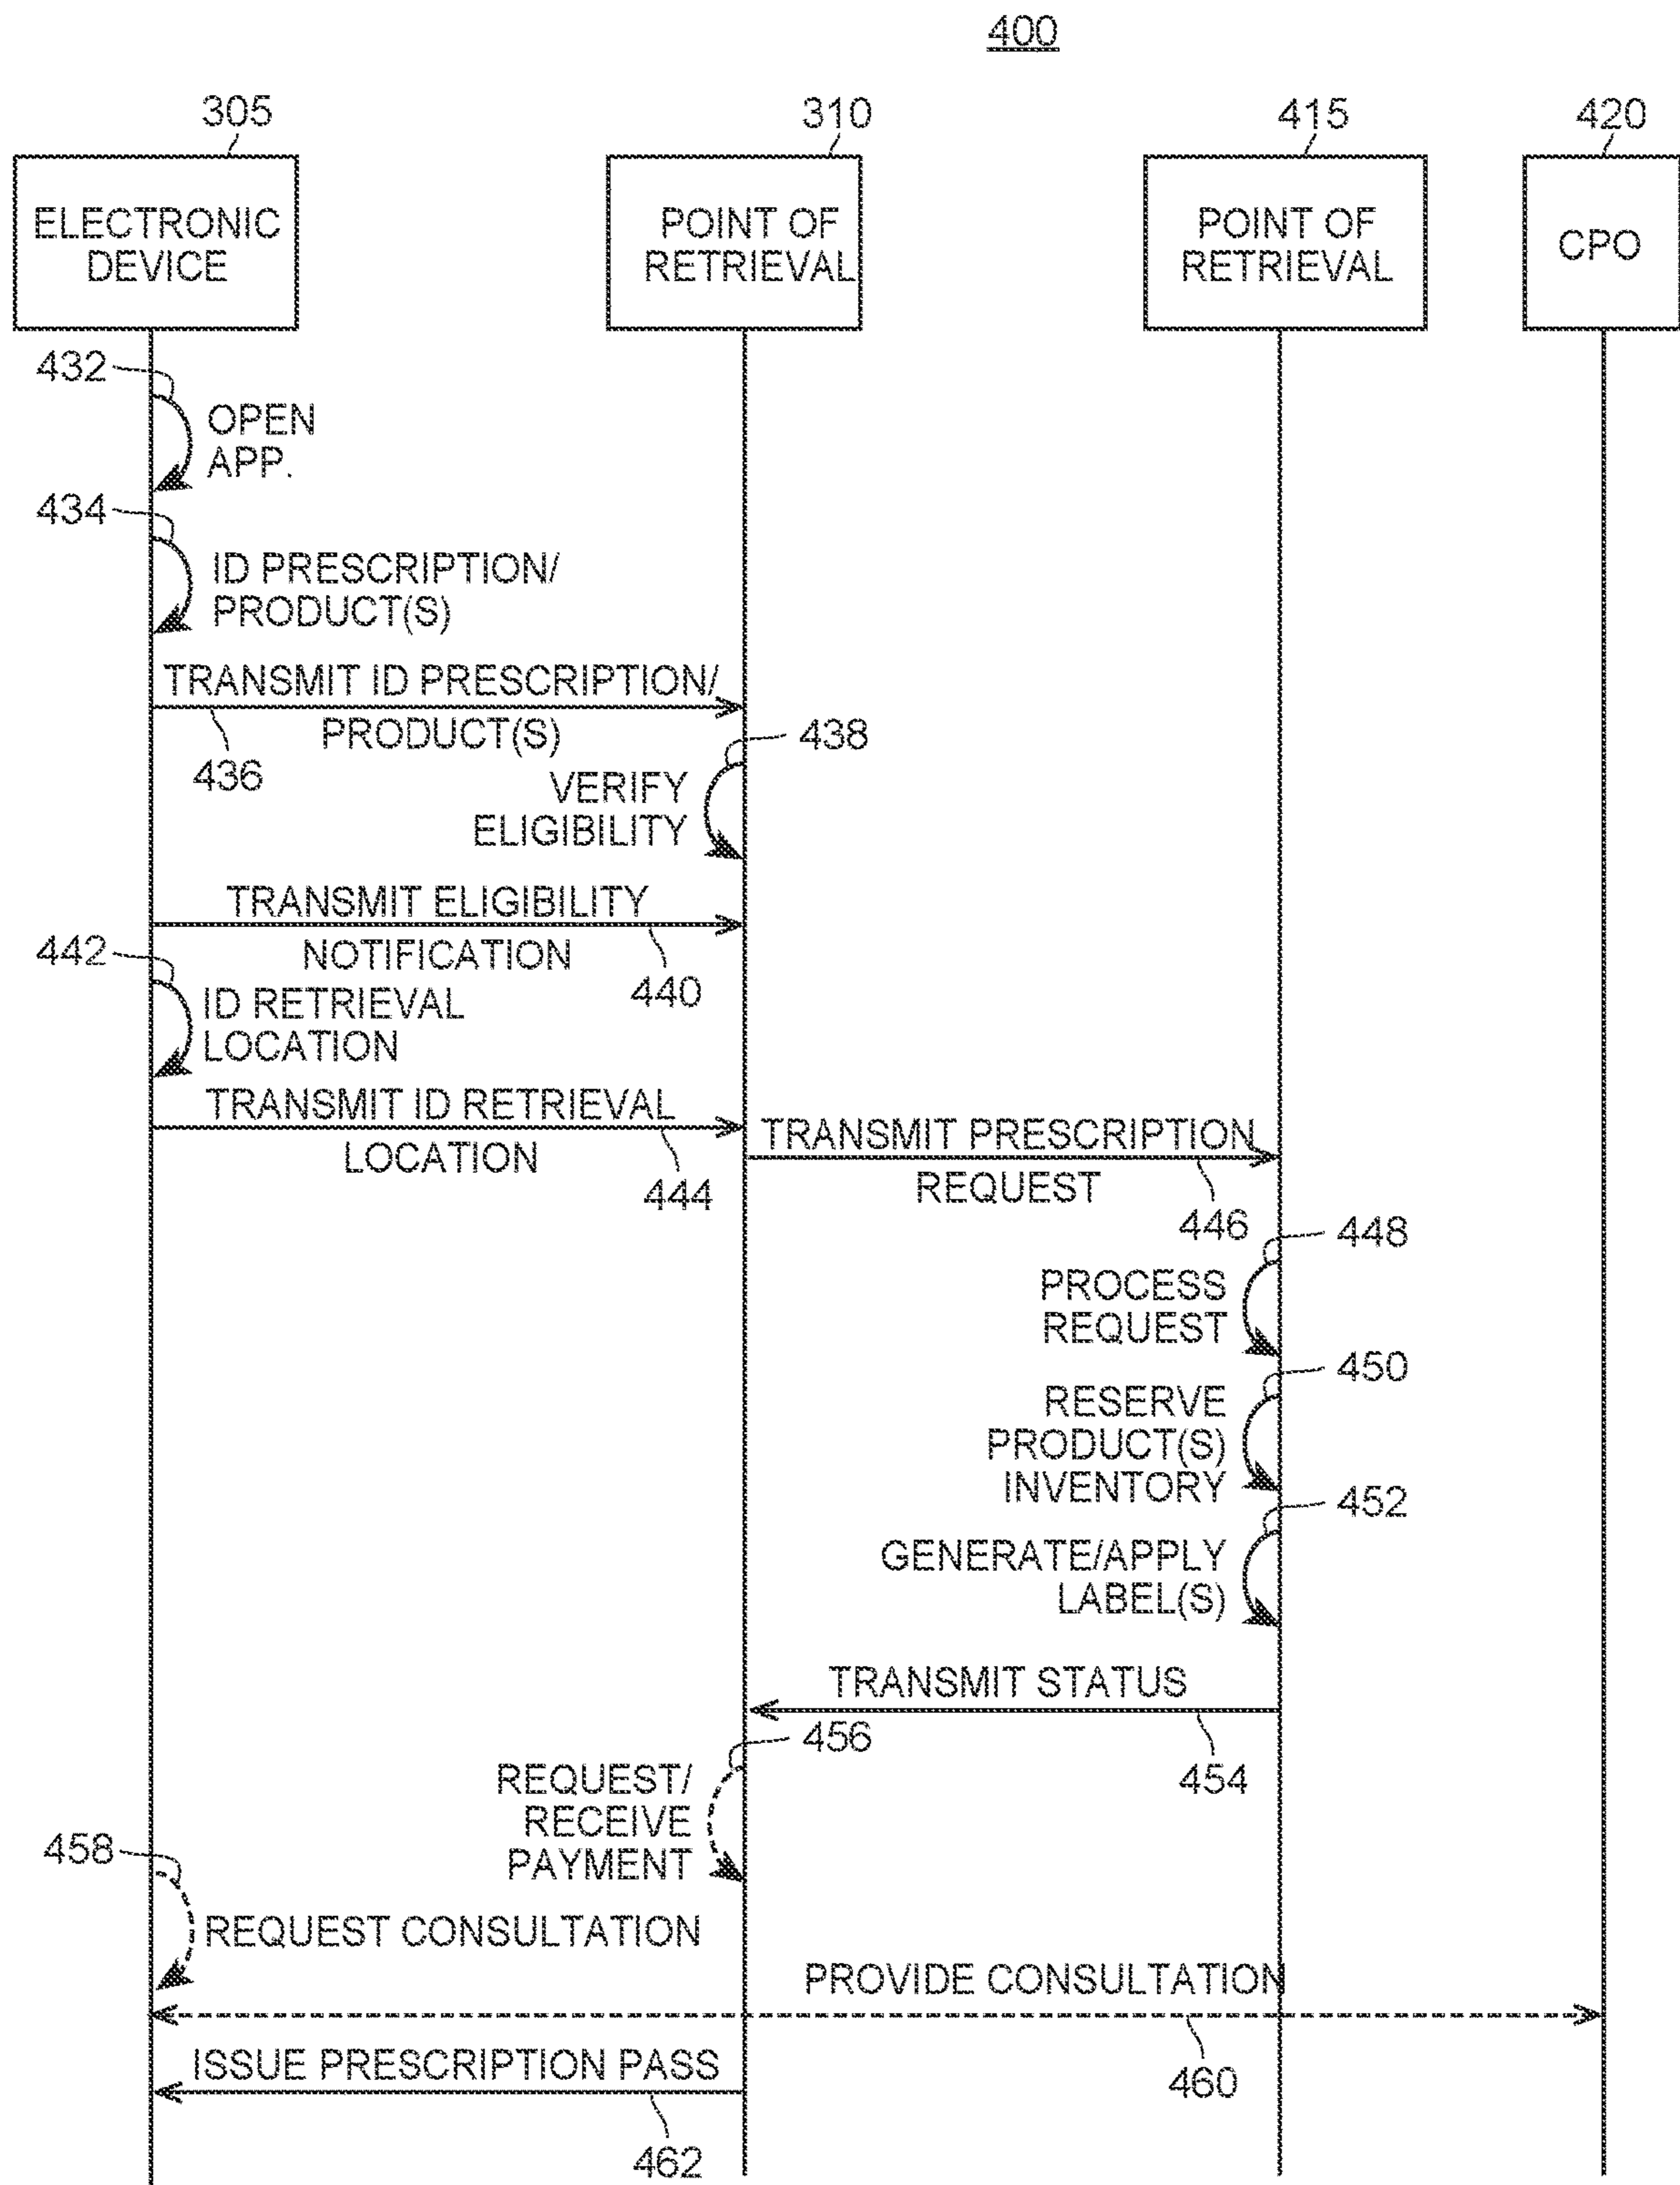 400
305
310
415
420
ELECTRONIC
DEVICE
POINT OF
RETRIEVAL
POINT OF
RETRIEVAL
CPO
432
OPEN
APP.
434
ID PRESCRIPTION/
PRODUCT(S)
TRANSMIT ID PRESCRIPTION/
PRODUCT(S)
436
438
VERIFY
ELIGIBILITY
TRANSMIT ELIGIBILITY
NOTIFICATION
440
442
ID RETRIEVAL
LOCATION
TRANSMIT ID RETRIEVAL
LOCATION
444
TRANSMIT PRESCRIPTION
REQUEST
446
448
PROCESS
REQUEST
450
RESERVE
PRODUCT(S)
INVENTORY
452
GENERATE/APPLY
LABEL(S)
TRANSMIT STATUS
454
456
REQUEST/
RECEIVE
PAYMENT
458
REQUEST CONSULTATION
PROVIDE CONSULTATION
460
ISSUE PRESCRIPTION PASS
462